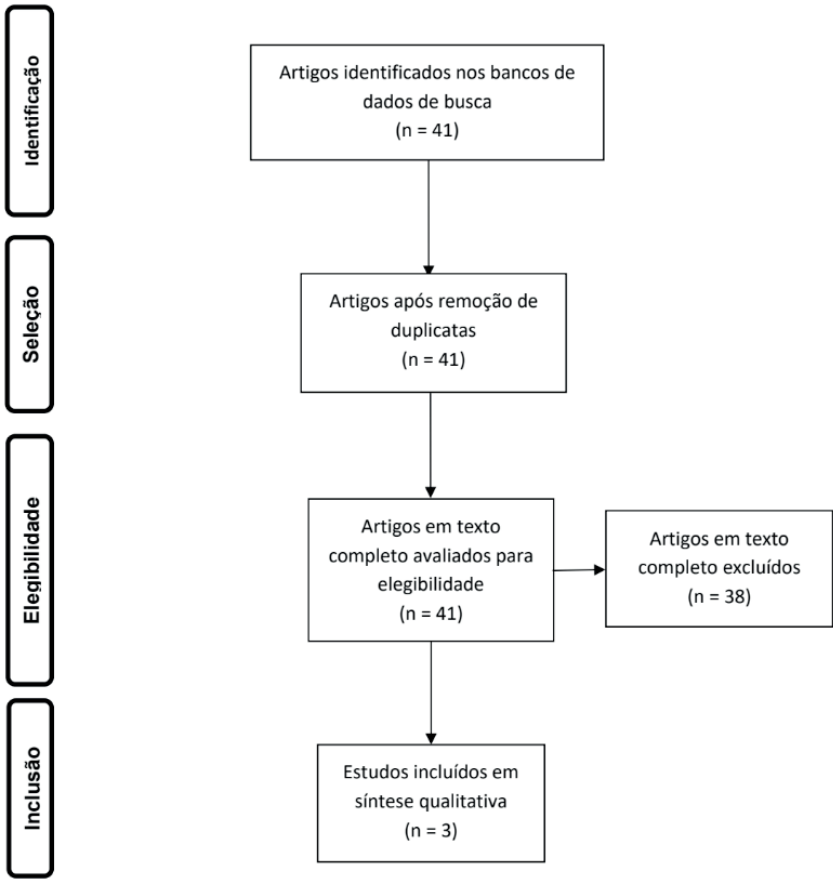 Identificação
Artigos identificados nos bancos de
dados de busca
(n = 41)
Seleção
Artigos após remoção de
duplicatas
(n = 41)
Elegibilidade
Artigos em texto
completo avaliados para
elegibilidade
(n = 41)
Artigos em texto
completo excluídos
(n = 38)
Inclusão
Estudos incluídos em
síntese qualitativa
(n = 3)